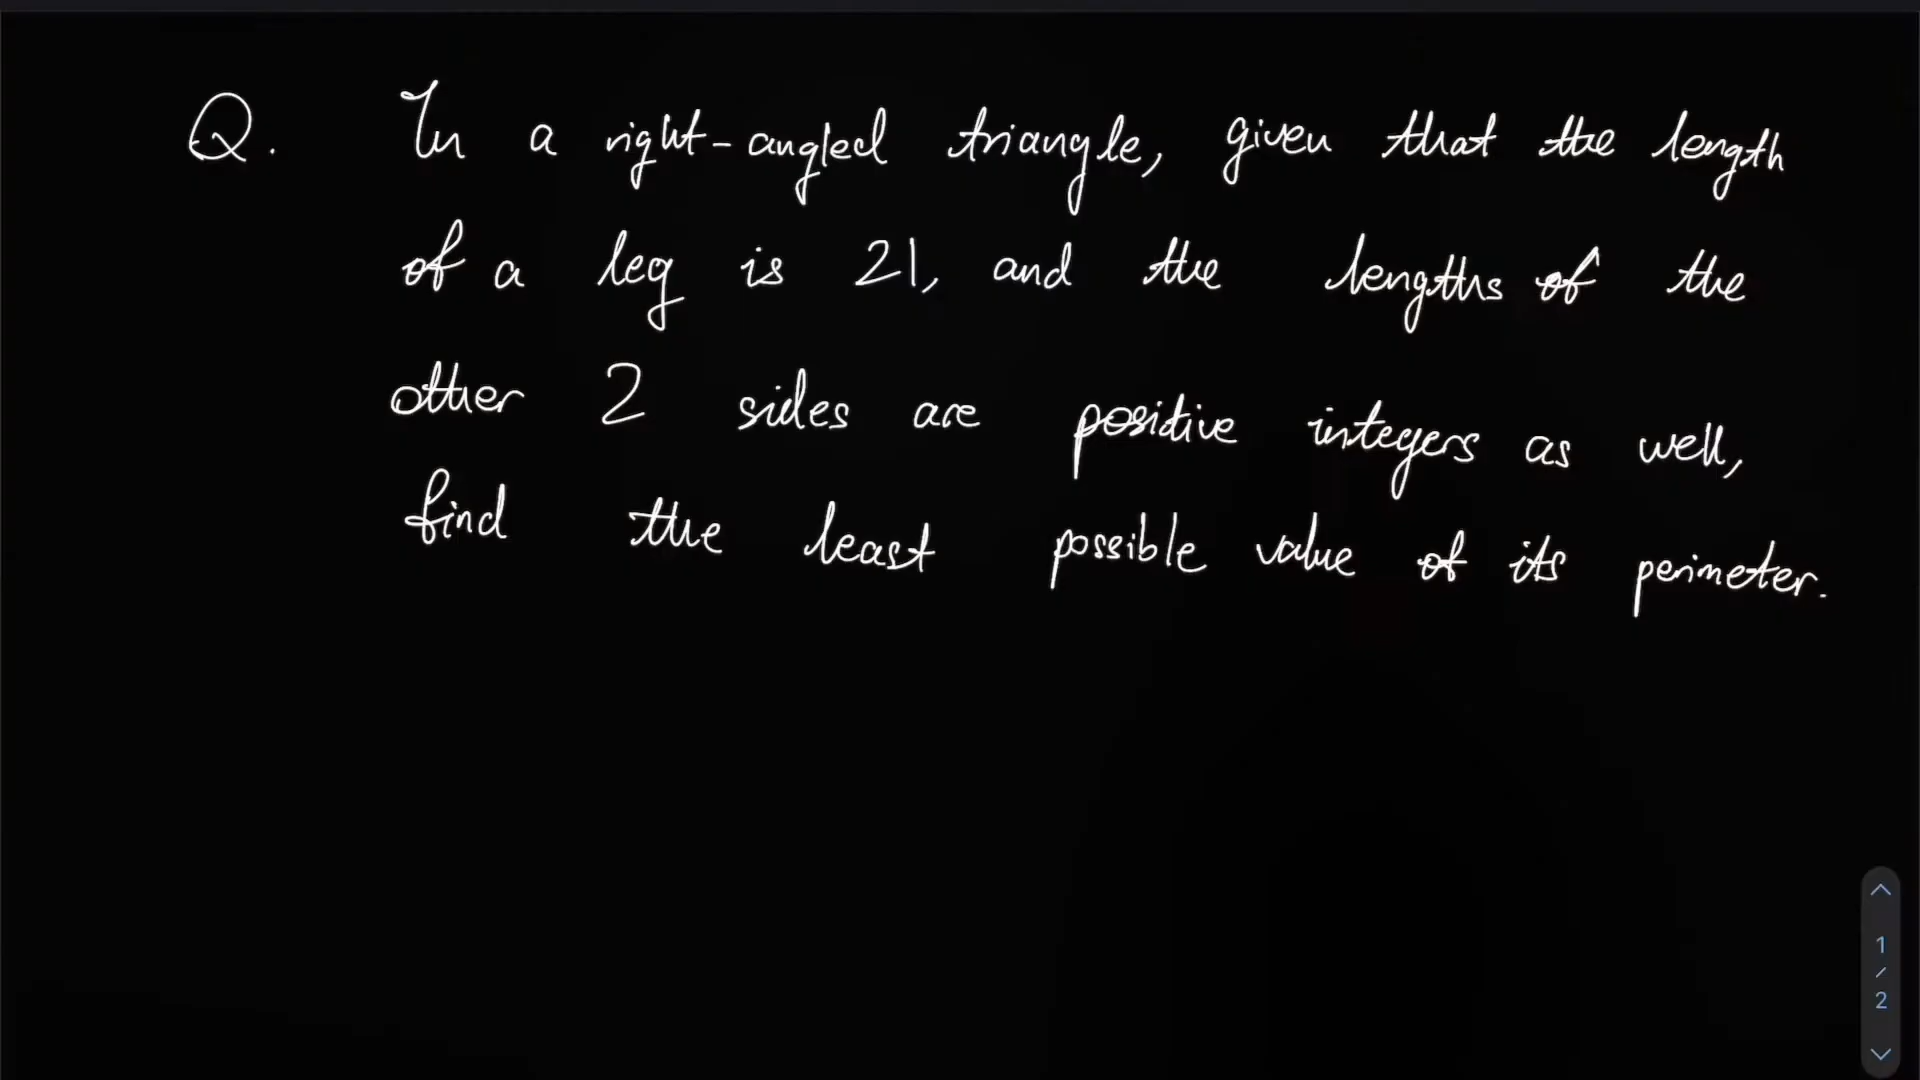 Q. In a right-angled triangle, given that the length
of a leg is 21, and the lengths of the
other 2 sides are positive integers as well,
find the least possible value of its perimeter.
1
/
2